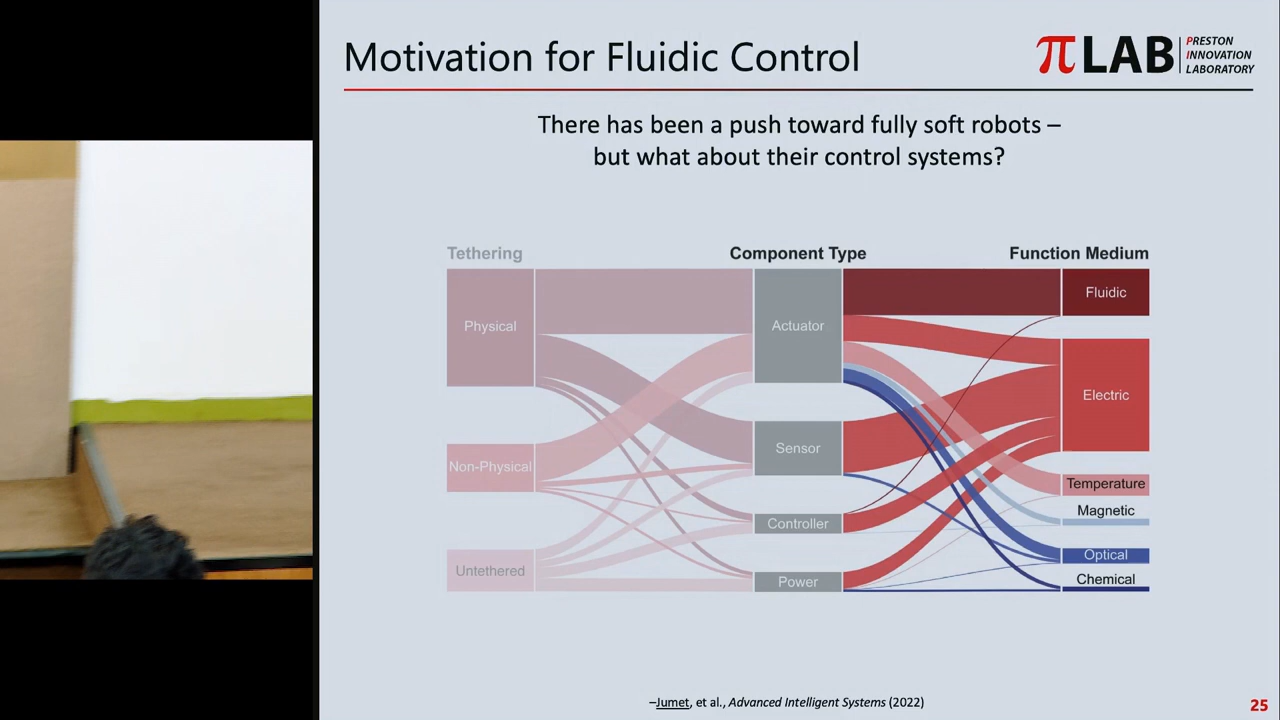 Motivation for Fluidic Control
πLAB
PRESTON
INNOVATION
LABORATORY
There has been a push toward fully soft robots –
but what about their control systems?
Tethering
Component Type
Function Medium
Physical
Non-Physical
Untethered
Actuator
Sensor
Controller
Power
Fluidic
Electric
Temperature
Magnetic
Optical
Chemical
–Jumet, et al., Advanced Intelligent Systems (2022)
25